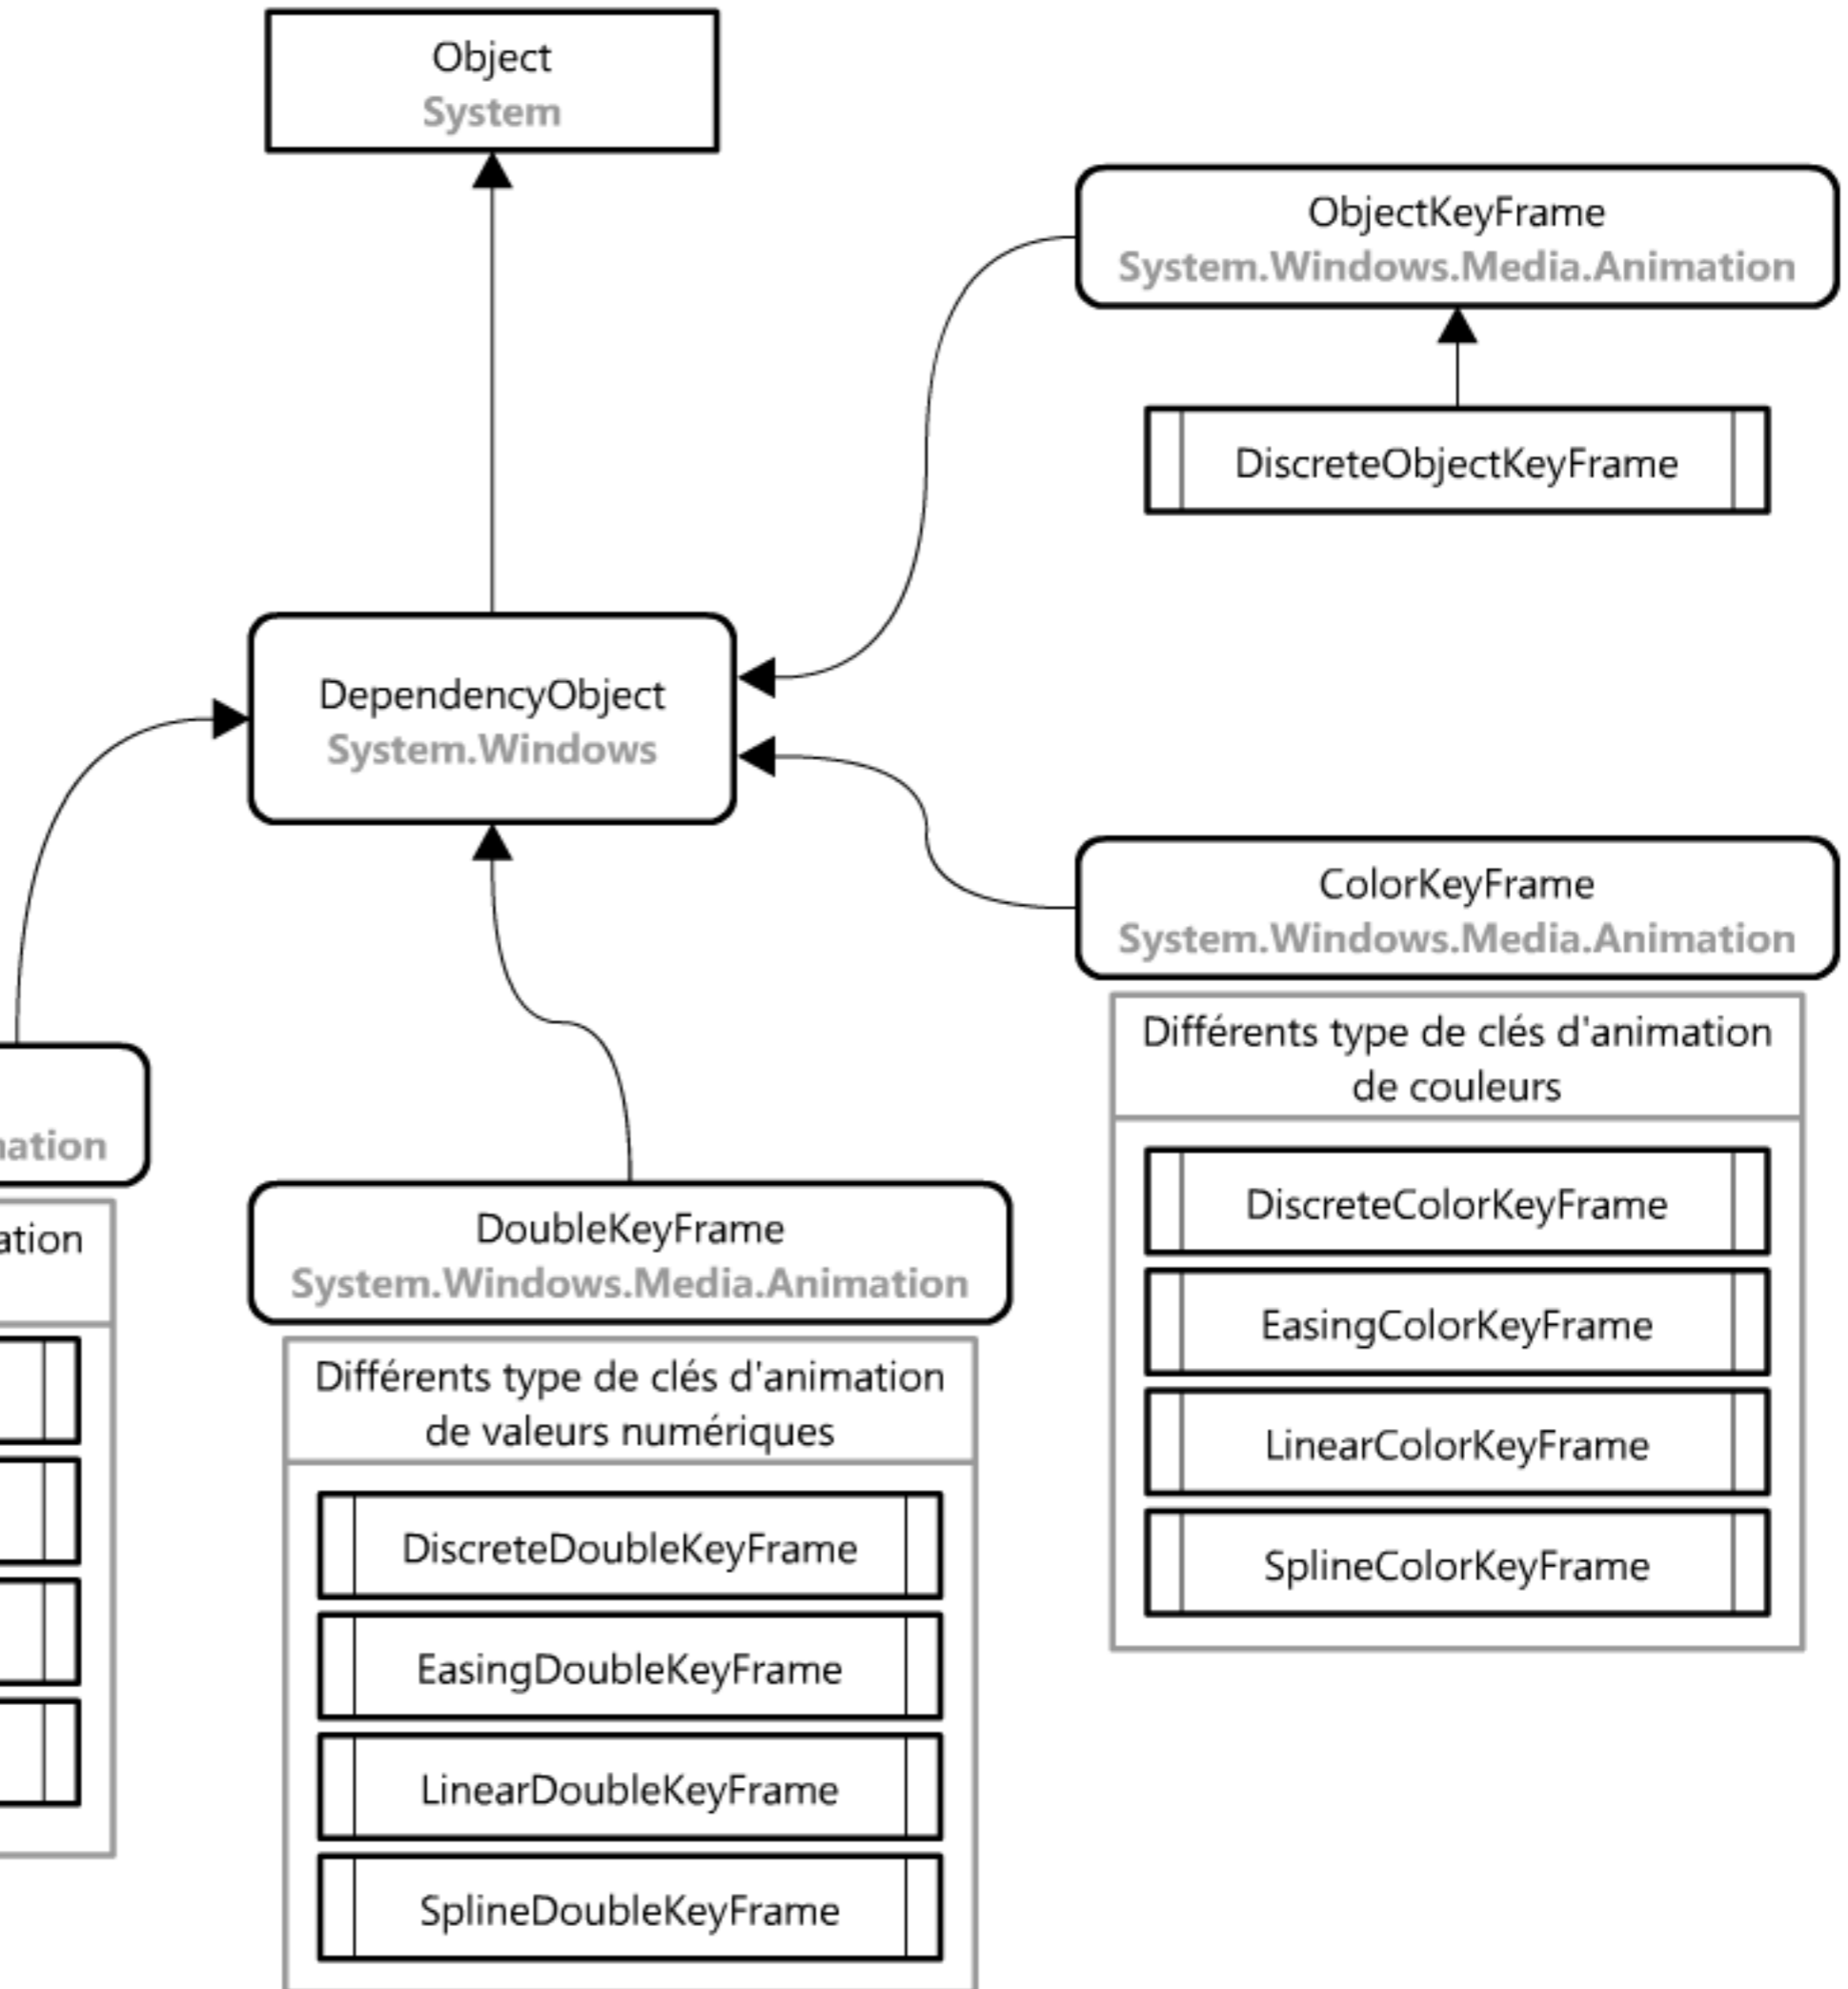 Object
System
ObjectKeyFrame
System.Windows.Media.Animation
DiscreteObjectKeyFrame
DependencyObject
System.Windows
ColorKeyFrame
System.Windows.Media.Animation
Différents type de clés d'animation
de couleurs
DiscreteColorKeyFrame
EasingColorKeyFrame
LinearColorKeyFrame
SplineColorKeyFrame
DoubleKeyFrame
System.Windows.Media.Animation
Différents type de clés d'animation
de valeurs numériques
DiscreteDoubleKeyFrame
EasingDoubleKeyFrame
LinearDoubleKeyFrame
SplineDoubleKeyFrame